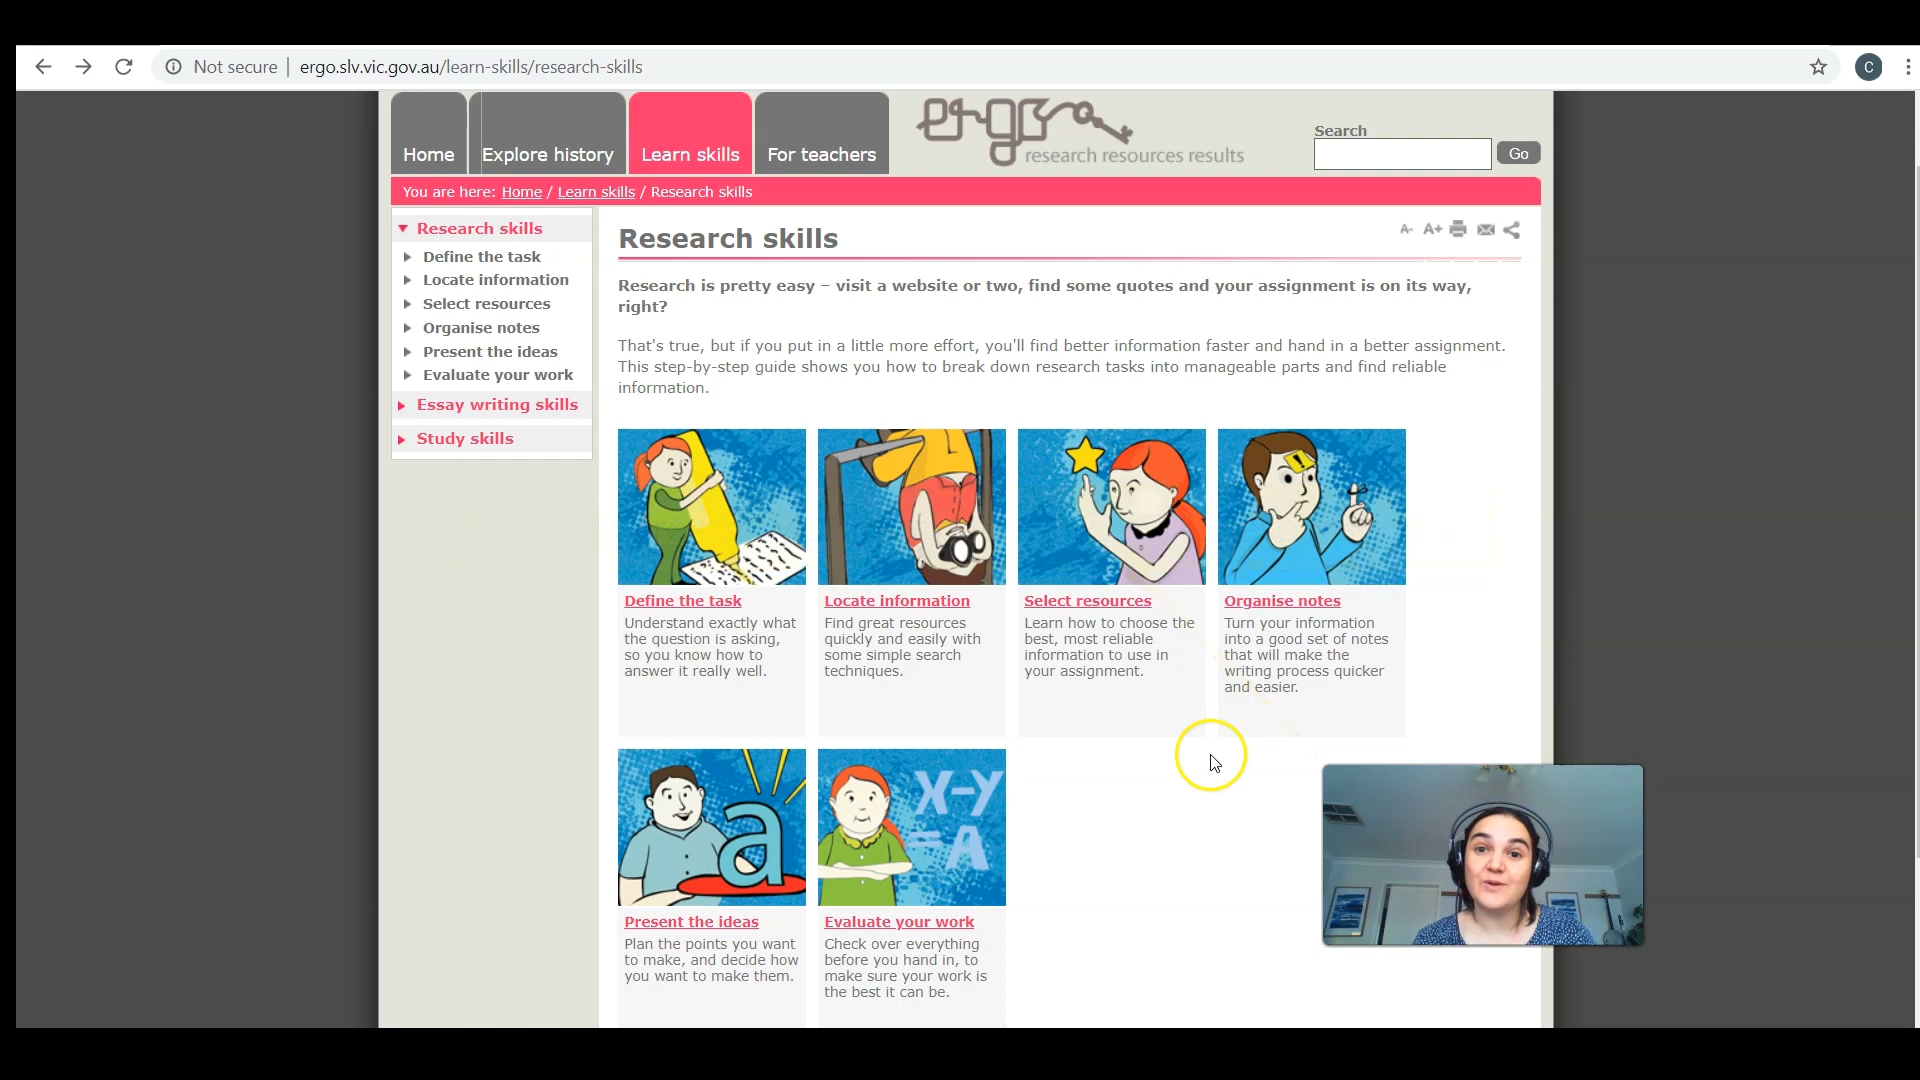 Not secure | ergo.slv.vic.gov.au/learn-skills/research-skills
C
Home
Explore history
Learn skills
For teachers
ergo
research resources results
Search
Go
You are here: Home / Learn skills / Research skills
Research skills
Define the task
Locate information
Select resources
Organise notes
Present the ideas
Evaluate your work
Essay writing skills
Study skills
Research skills
A- A+
Research is pretty easy – visit a website or two, find some quotes and your assignment is on its way,
right?
That's true, but if you put in a little more effort, you'll find better information faster and hand in a better assignment.
This step-by-step guide shows you how to break down research tasks into manageable parts and find reliable
information.
Define the task
Understand exactly what
the question is asking,
so you know how to
answer it really well.
Locate information
Find great resources
quickly and easily with
some simple search
techniques.
Select resources
Learn how to choose the
best, most reliable
information to use in
your assignment.
!
Organise notes
Turn your information
into a good set of notes
that will make the
writing process quicker
and easier.
a
Present the ideas
Plan the points you want
to make, and decide how
you want to make them.
X-Y
=A
Evaluate your work
Check over everything
before you hand in, to
make sure your work is
the best it can be.